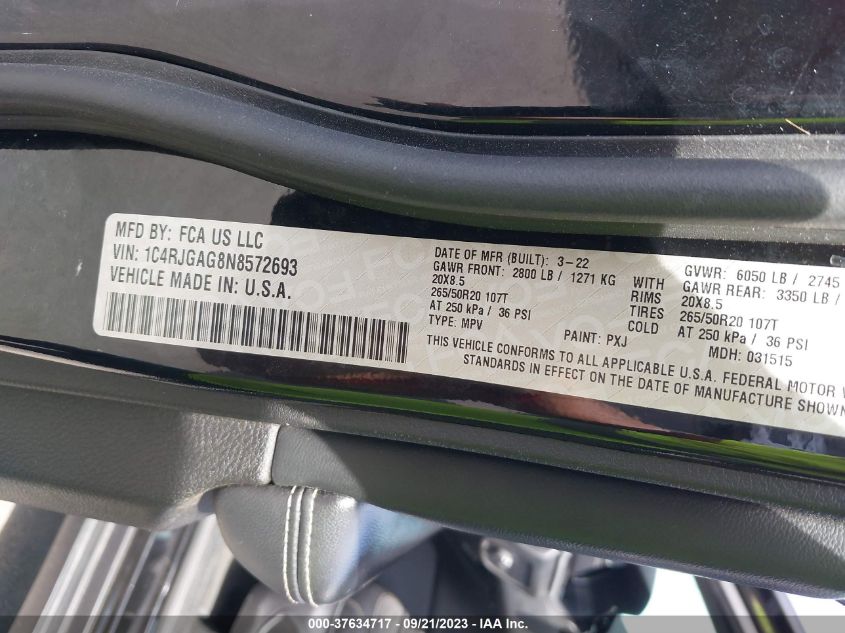 MFD BY: FCA US LLC
VIN: 1C4RJGAG8N8572693
VEHICLE MADE IN: U.S.A.
DATE OF MFR (BUILT): 3-22
GAWR FRONT: 2800 LB / 1271 KG WITH
20X8.5 RIMS
265/50R20 107T TIRES
AT 250 kPa / 36 PSI COLD
TYPE: MPV PAINT: PXJ
GVWR: 6050 LB / 2745
GAWR REAR: 3350 LB /
20X8.5
265/50R20 107T
AT 250 kPa / 36 PSI
MDH: 031515
THIS VEHICLE CONFORMS TO ALL APPLICABLE U.S.A. FEDERAL MOTOR
STANDARDS IN EFFECT ON THE DATE OF MANUFACTURE SHOWN
000-37634717 - 09/21/2023 - IAA Inc.